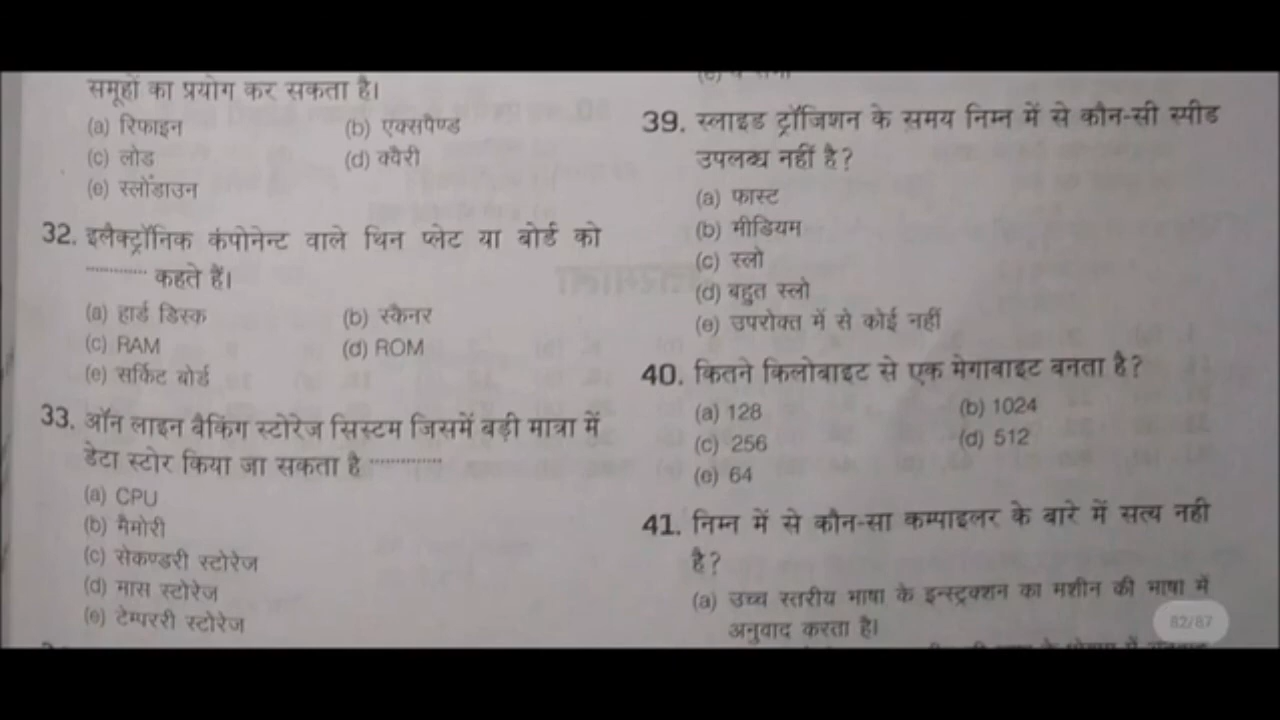 समूहों का प्रयोग कर सकता है।
(a) रिफाइन (b) एक्सपैण्ड
(c) लोड (d) क्वैरी
(e) स्लोंडाउन
32. इलैक्ट्रॉनिक कंपोनेन्ट वाले थिन प्लेट या बोर्ड को
............. कहते हैं।
(a) हार्ड डिस्क (b) स्कैनर
(c) RAM (d) ROM
(e) सर्किट बोर्ड
33. ऑन लाइन वैकिंग स्टोरेज सिस्टम जिसमें बड़ी मात्रा में
डेटा स्टोर किया जा सकता है ...............
(a) CPU
(b) मैमोरी
(c) सेकण्डरी स्टोरेज
(d) मास स्टोरेज
(e) टेम्पररी स्टोरेज
39. स्लाइड ट्रॉजिशन के समय निम्न में से कौन-सी स्पीड
उपलब्ध नहीं है?
(a) फास्ट
(b) मीडियम
(c) स्लो
(d) बहुत स्लो
(e) उपरोक्त में से कोई नहीं
40. कितने किलोबाइट से एक मेगाबाइट बनता है?
(a) 128 (b) 1024
(c) 256 (d) 512
(e) 64
41. निम्न में से कौन-सा कम्पाइलर के बारे में सत्य नही
है?
(a) उच्च स्तरीय भाषा के इन्स्ट्रक्शन का मशीन की भाषा में
अनुवाद करता है।
82/87